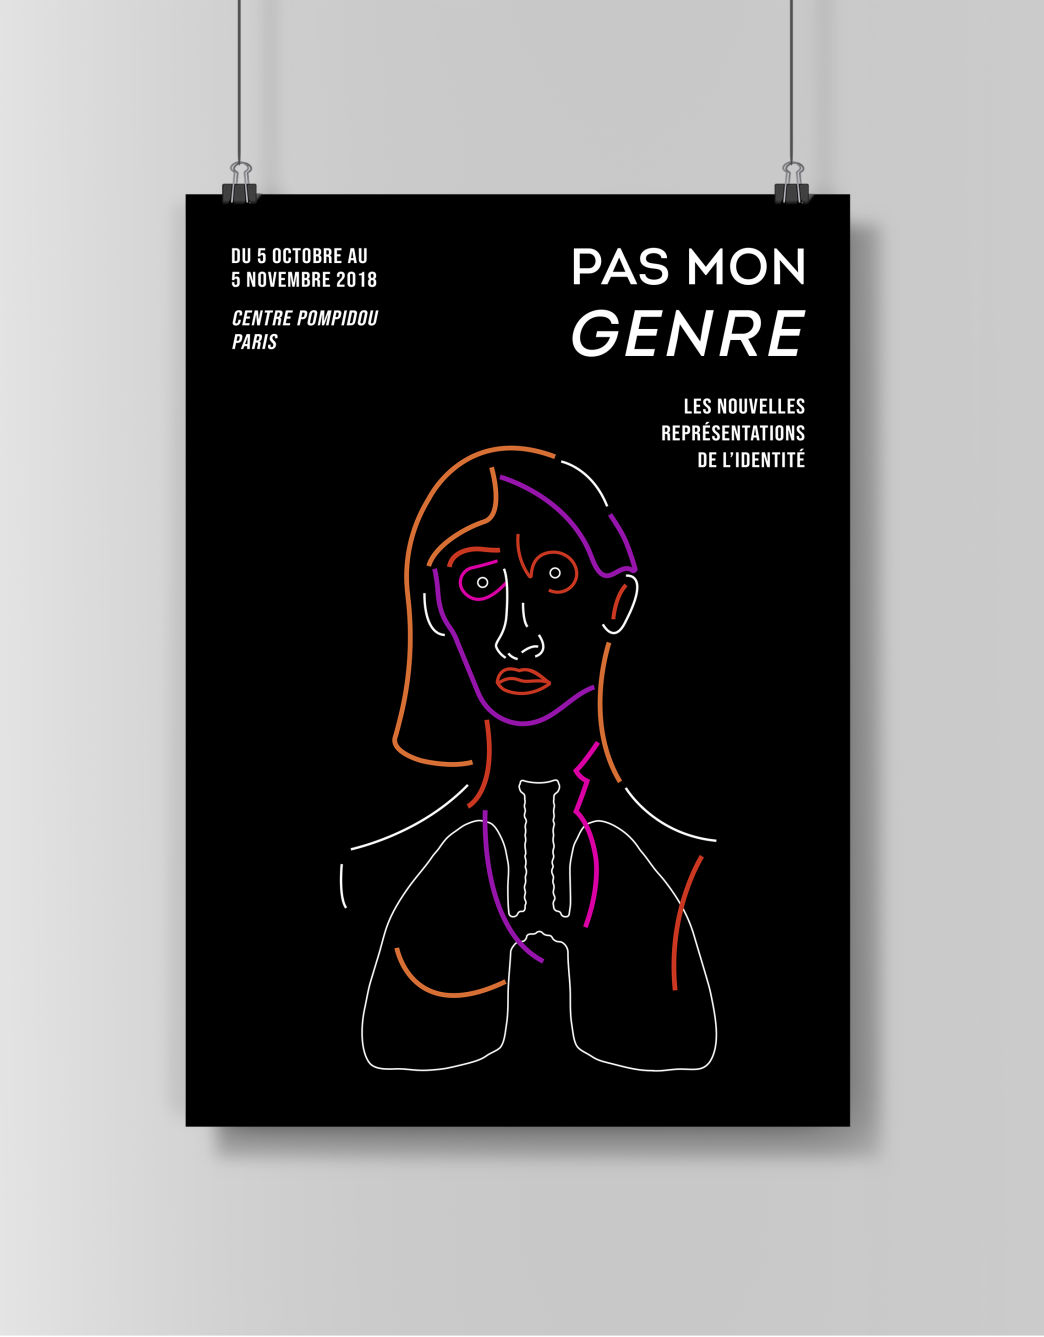 DU 5 OCTOBRE AU
5 NOVEMBRE 2018
CENTRE POMPIDOU
PARIS
PAS MON
GENRE
LES NOUVELLES
REPRÉSENTATIONS
DE L’IDENTITÉ